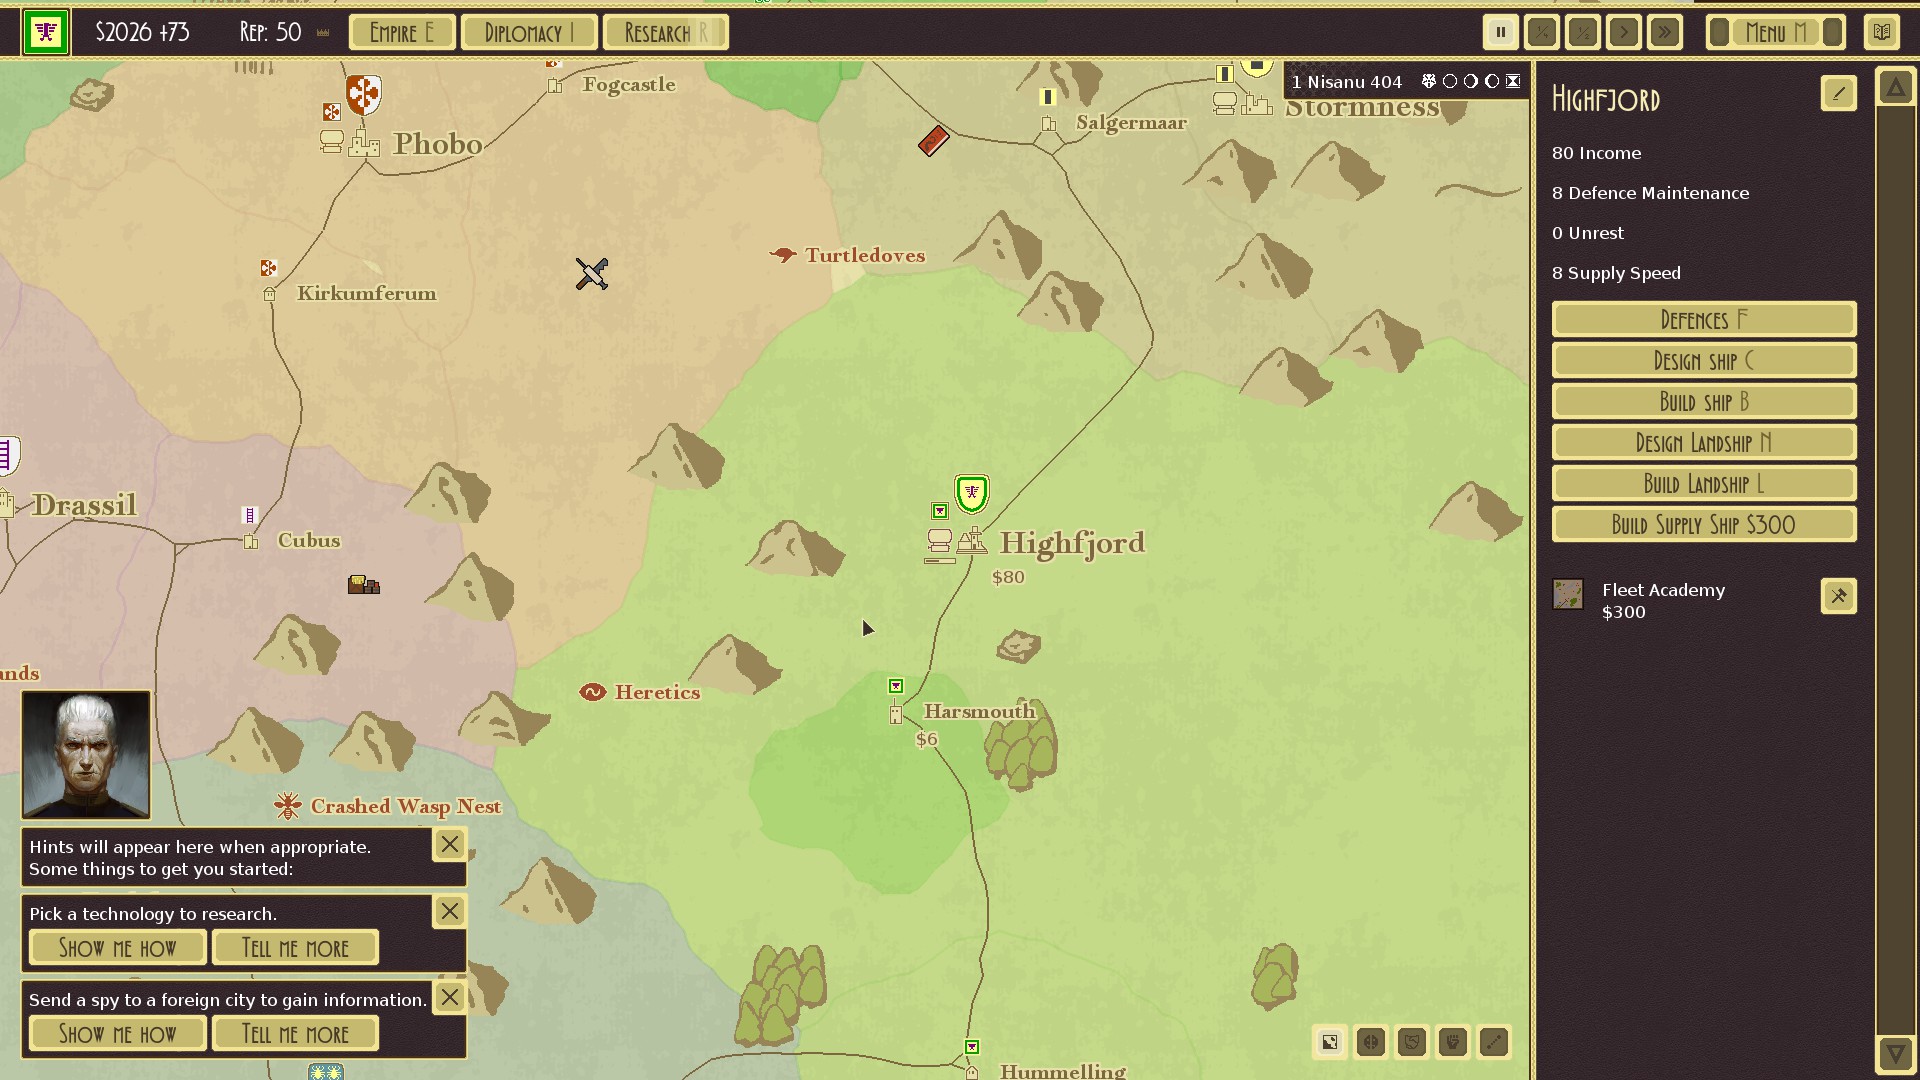 $2026 +73
Rep: 50
Empire E
Diplomacy I
Research R
Menu M
1 Nisanu 404
Fogcastle
Phobo
Salgermaar
Stormness
Turtledoves
Kirkumferum
Drassil
Cubus
Highfjord
$80
Heretics
Harsmouth
$6
Crashed Wasp Nest
Hummelling
Hints will appear here when appropriate.
Some things to get you started:
Pick a technology to research.
Show me how
Tell me more
Send a spy to a foreign city to gain information.
Show me how
Tell me more
Highfjord
80 Income
8 Defence Maintenance
0 Unrest
8 Supply Speed
Defences F
Design ship C
Build ship B
Design Landship N
Build Landship L
Build Supply Ship $300
Fleet Academy
$300